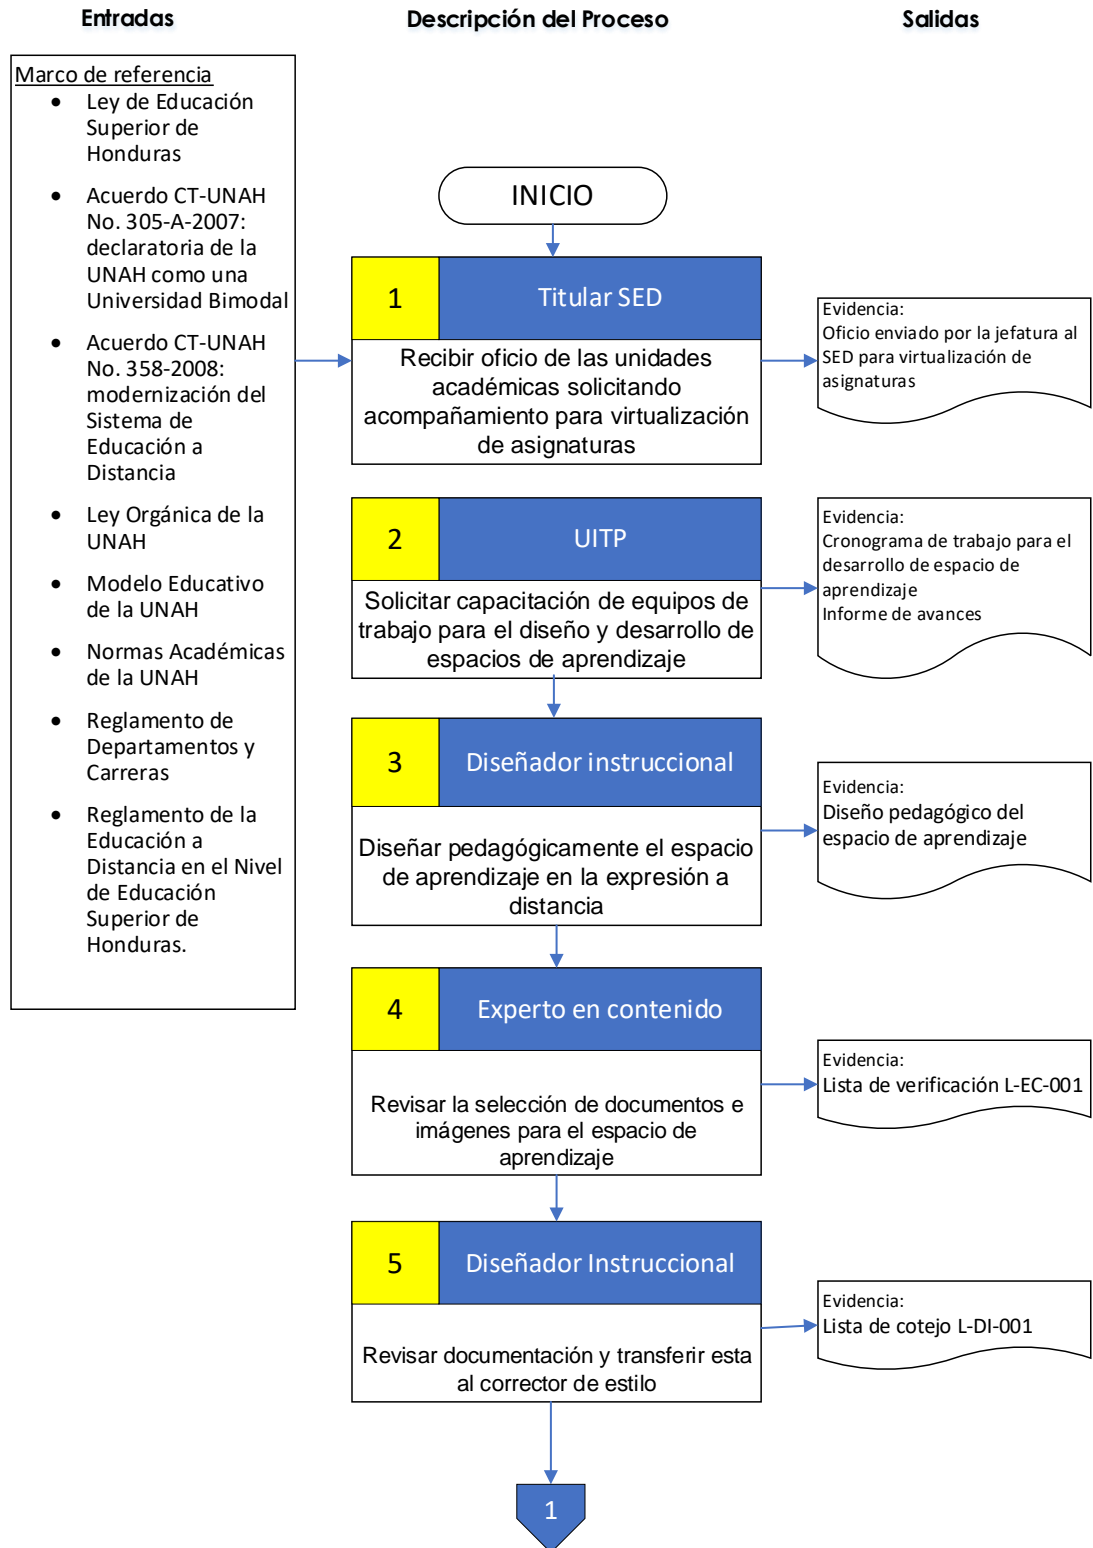 Entradas
Descripción del Proceso
Salidas
Marco de referencia
• Ley de Educación
Superior de
Honduras
• Acuerdo CT-UNAH
No. 305-A-2007:
declaratoria de la
UNAH como una
Universidad Bimodal
• Acuerdo CT-UNAH
No. 358-2008:
modernización del
Sistema de
Educación a
Distancia
• Ley Orgánica de la
UNAH
• Modelo Educativo
de la UNAH
• Normas Académicas
de la UNAH
• Reglamento de
Departamentos y
Carreras
• Reglamento de la
Educación a
Distancia en el Nivel
de Educación
Superior de
Honduras.
INICIO
1
Titular SED
Recibir oficio de las unidades
académicas solicitando
acompañamiento para virtualización
de asignaturas
Evidencia:
Oficio enviado por la jefatura al
SED para virtualización de
asignaturas
2
UITP
Solicitar capacitación de equipos de
trabajo para el diseño y desarrollo de
espacios de aprendizaje
Evidencia:
Cronograma de trabajo para el
desarrollo de espacio de
aprendizaje
Informe de avances
3
Diseñador instruccional
Diseñar pedagógicamente el espacio
de aprendizaje en la expresión a
distancia
Evidencia:
Diseño pedagógico del
espacio de aprendizaje
4
Experto en contenido
Revisar la selección de documentos e
imágenes para el espacio de
aprendizaje
Evidencia:
Lista de verificación L-EC-001
5
Diseñador Instruccional
Revisar documentación y transferir esta
al corrector de estilo
Evidencia:
Lista de cotejo L-DI-001
1